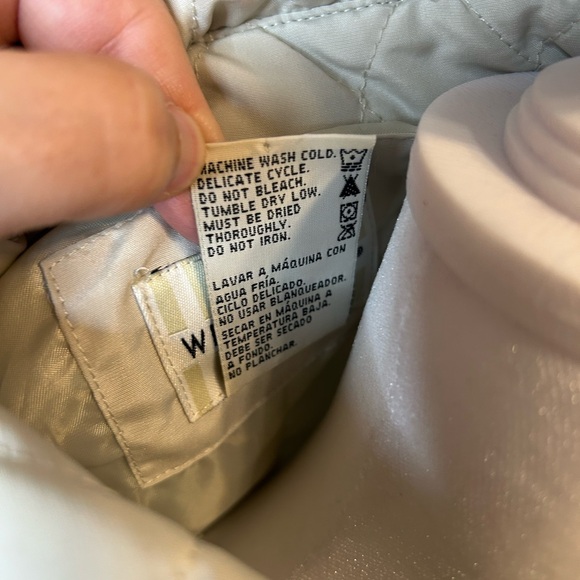 MACHINE WASH COLD.
DELICATE CYCLE.
DO NOT BLEACH.
TUMBLE DRY LOW.
MUST BE DRIED
THOROUGHLY.
DO NOT IRON.
LAVAR A MÁQUINA CON
AGUA FRÍA.
CICLO DELICADO.
NO USAR BLANQUEADOR.
SECAR EN MÁQUINA A
TEMPERATURA BAJA.
DEBE SER SECADO
A FONDO.
NO PLANCHAR.